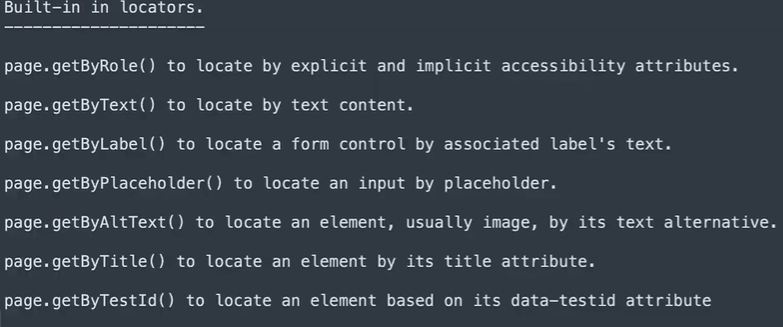 Built-in in locators.
---------------------
page.getByRole() to locate by explicit and implicit accessibility attributes.
page.getByText() to locate by text content.
page.getByLabel() to locate a form control by associated label's text.
page.getByPlaceholder() to locate an input by placeholder.
page.getByAltText() to locate an element, usually image, by its text alternative.
page.getByTitle() to locate an element by its title attribute.
page.getByTestId() to locate an element based on its data-testid attribute